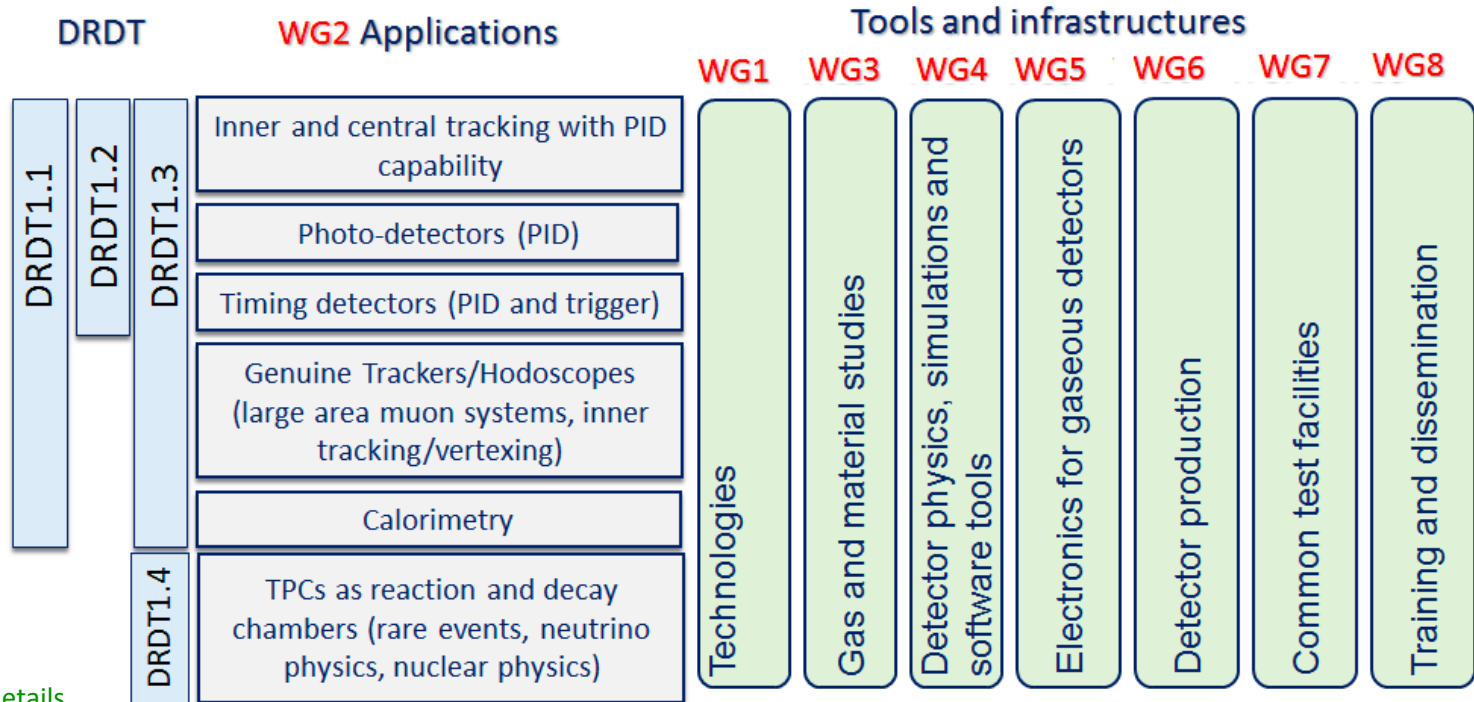 DRDT
WG2 Applications
Tools and infrastructures
WG1
WG3
WG4
WG5
WG6
WG7
WG8
DRDT1.1
DRDT1.2
DRDT1.3
DRDT1.4
Inner and central tracking with PID
capability
Photo-detectors (PID)
Timing detectors (PID and trigger)
Genuine Trackers/Hodoscopes
(large area muon systems, inner
tracking/vertexing)
Calorimetry
TPCs as reaction and decay
chambers (rare events, neutrino
physics, nuclear physics)
Technologies
Gas and material studies
Detector physics, simulations and
software tools
Electronics for gaseous detectors
Detector production
Common test facilities
Training and dissemination
etails